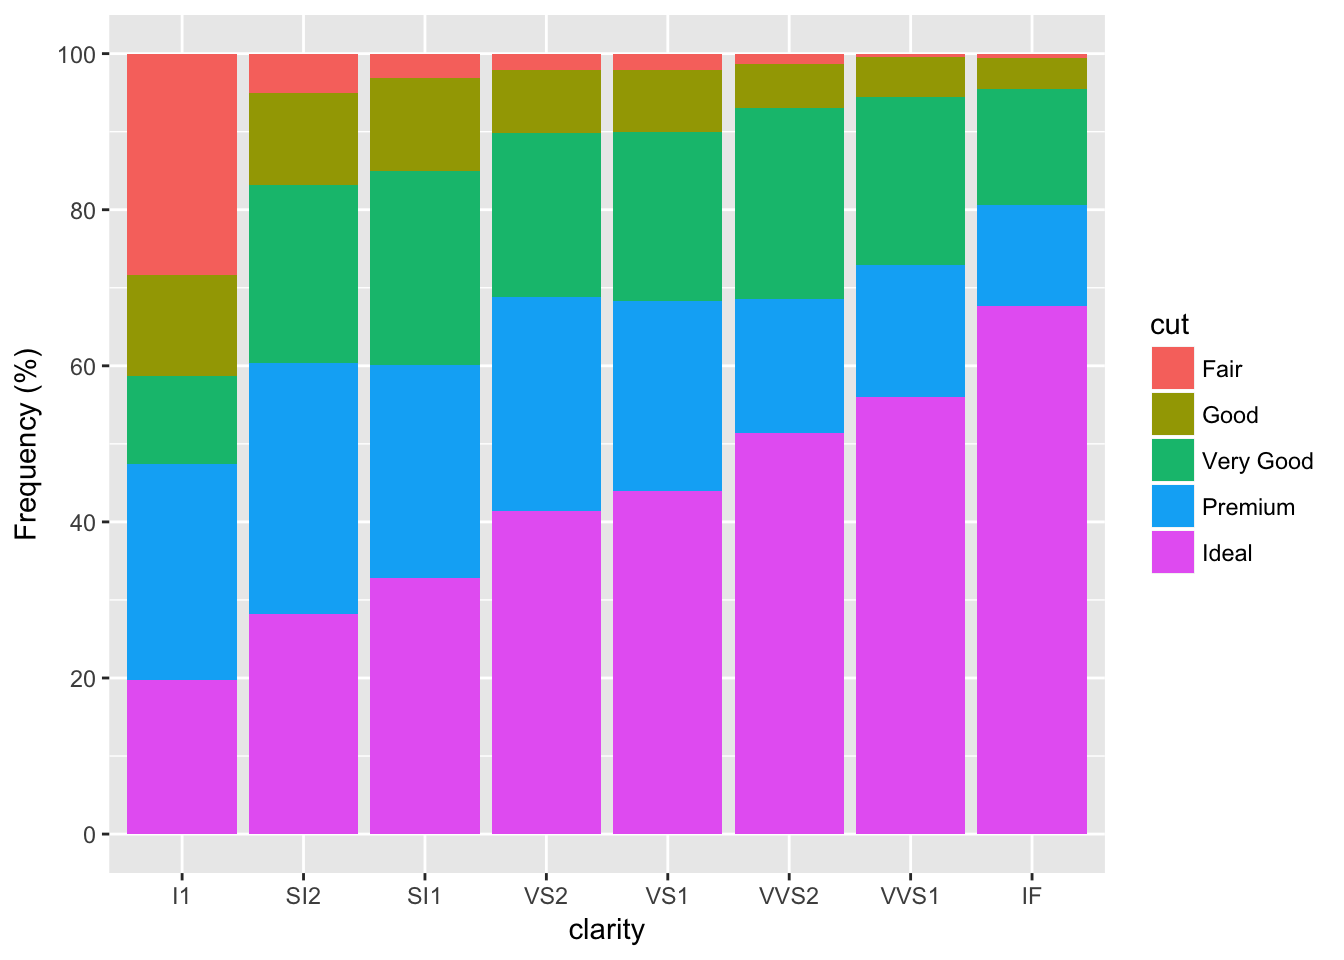 100
80
60
40
20
0
Frequency (%)
I1 SI2 SI1 VS2 VS1 VVS2 VVS1 IF
clarity
cut
Fair
Good
Very Good
Premium
Ideal